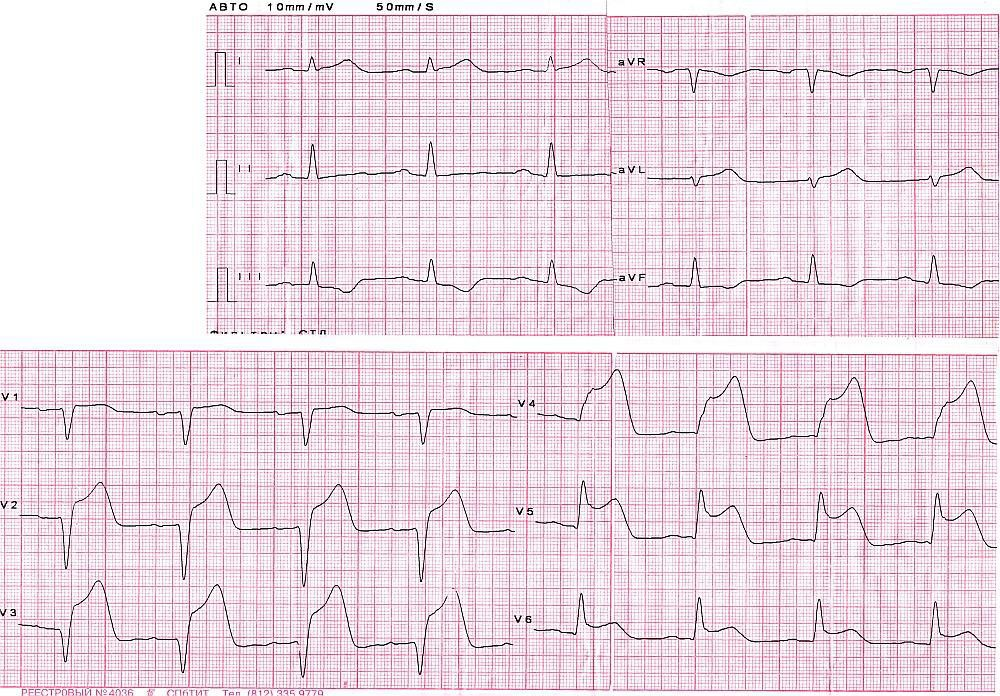 АВТО 10mm/mV 50mm/S
I
aVR
II
aVL
III
aVF
V1
V4
V2
V5
V3
V6
РЕЕСТРОВЫЙ №4036 СПбТИТ Тел. (812) 335 9779